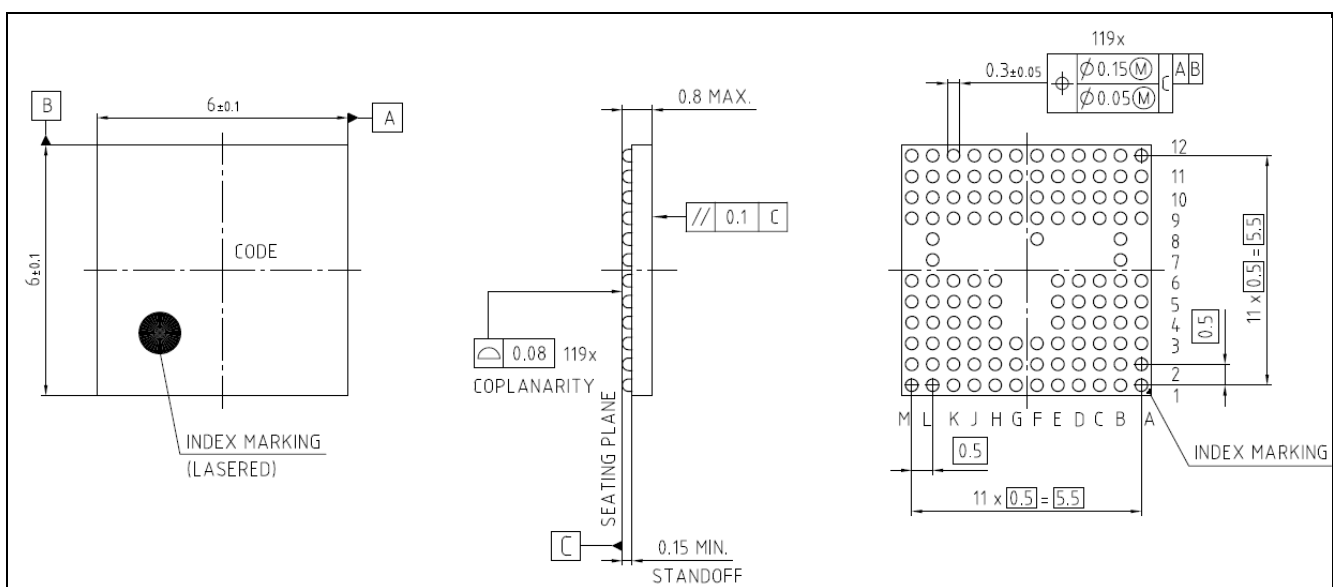 B
6±0.1
A
6±0.1
CODE
INDEX MARKING
(LASERED)
0.8 MAX.
// 0.1 C
0.08 119x
COPLANARITY
SEATING PLANE
C
0.15 MIN.
STANDOFF
119x
0.3±0.05
⌖ ⌀0.15Ⓜ C A B
⌀0.05Ⓜ
12
11
10
9
8
7
6
5
4
3
2
1
11 x 0.5 = 5.5
0.5
M L K J H G F E D C B A
0.5
INDEX MARKING
11 x 0.5 = 5.5